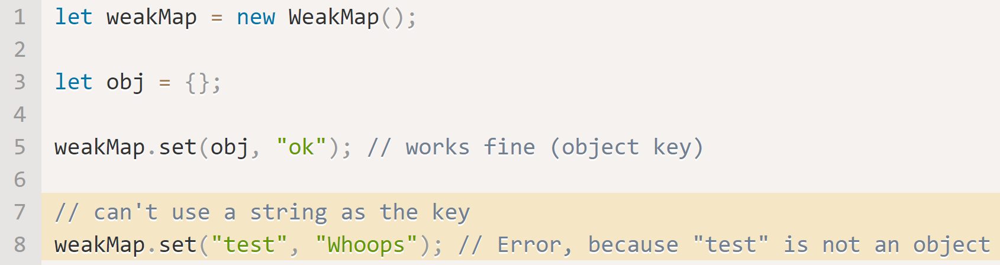 1 let weakMap = new WeakMap();
2
3 let obj = {};
4
5 weakMap.set(obj, "ok"); // works fine (object key)
6
7 // can't use a string as the key
8 weakMap.set("test", "Whoops"); // Error, because "test" is not an object